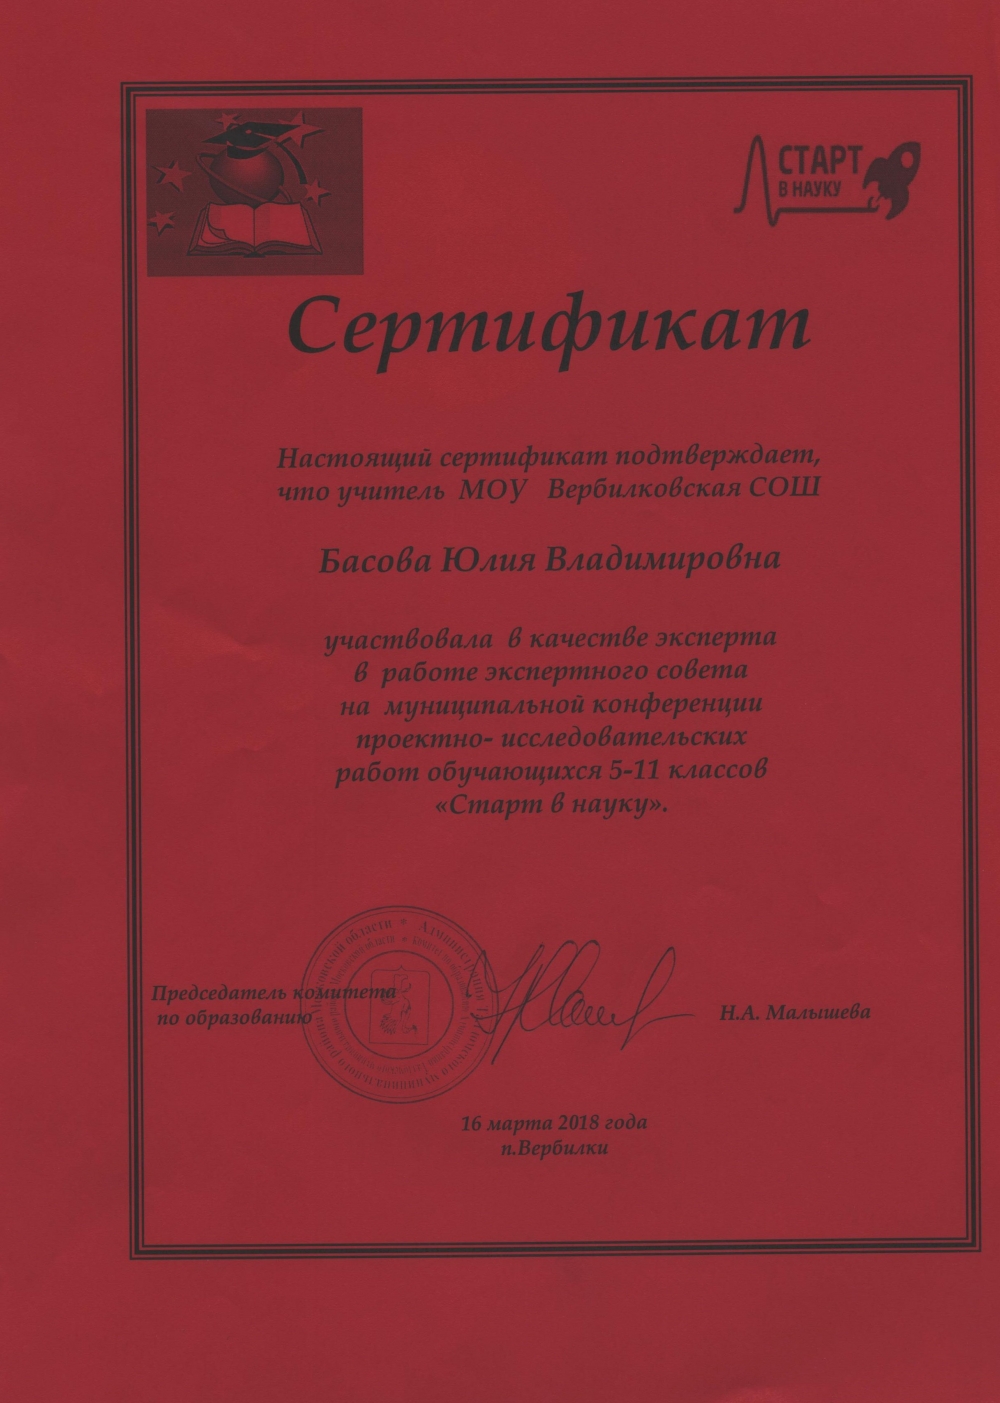 СТАРТ
В НАУКУ
Сертификат
Настоящий сертификат подтверждает,
что учитель МОУ Вербилковская СОШ
Басова Юлия Владимировна
участвовала в качестве эксперта
в работе экспертного совета
на муниципальной конференции
проектно- исследовательских
работ обучающихся 5-11 классов
«Старт в науку».
Председатель комитета
по образованию
Н.А. Малышева
16 марта 2018 года
п.Вербилки